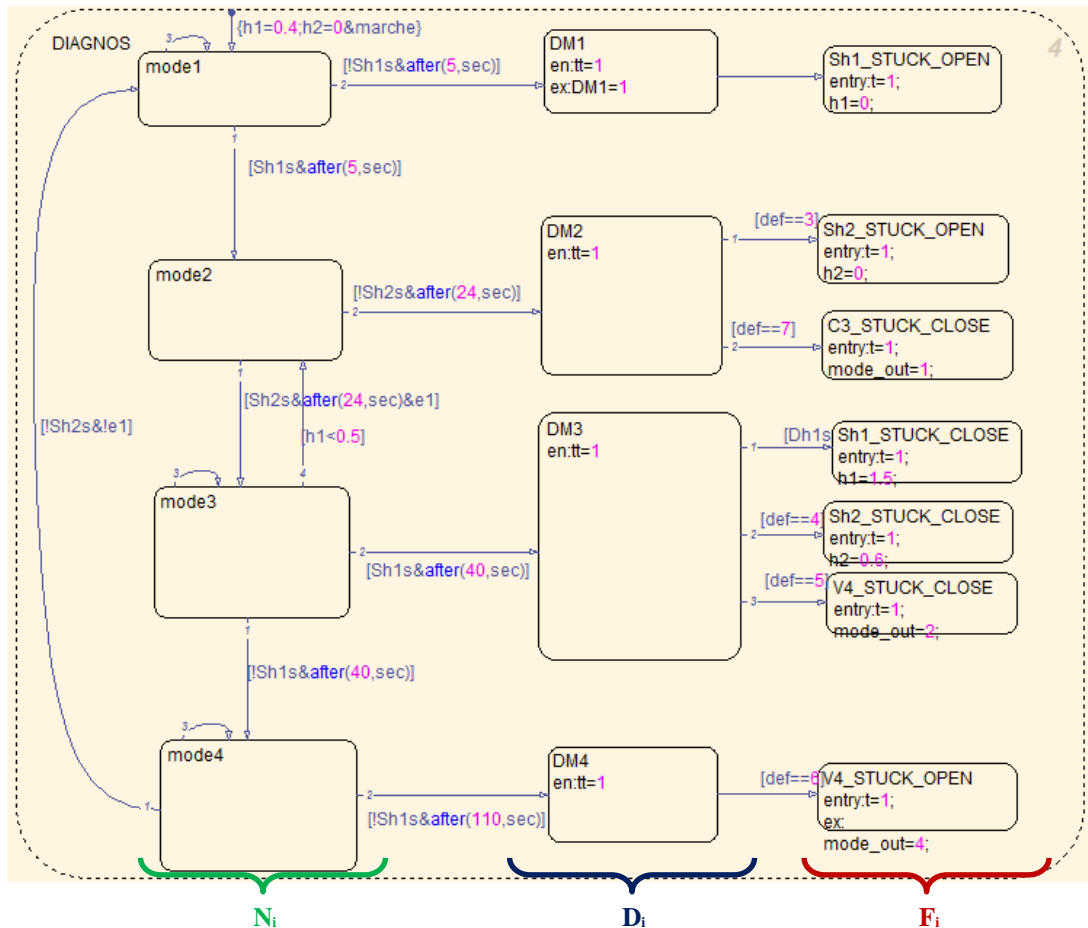 {h1=0.4;h2=0&marche}
DIAGNOS
4
3
mode1
[!Sh1s&after(5,sec)]
2
1
DM1
en:tt=1
ex:DM1=1
Sh1_STUCK_OPEN
entry:t=1;
h1=0;
[Sh1s&after(5,sec)]
mode2
[!Sh2s&after(24,sec)]
2
1
DM2
en:tt=1
[def==3]
1
Sh2_STUCK_OPEN
entry:t=1;
h2=0;
[def==7]
2
C3_STUCK_CLOSE
entry:t=1;
mode_out=1;
[Sh2s&after(24,sec)&e1]
[h1<0.5]
[!Sh2s&!e1]
3
4
mode3
2
[Sh1s&after(40,sec)]
1
DM3
en:tt=1
[Dh1s
1
Sh1_STUCK_CLOSE
entry:t=1;
h1=1.5;
[def==4]
2
Sh2_STUCK_CLOSE
entry:t=1;
h2=0.6;
[def==5]
3
V4_STUCK_CLOSE
entry:t=1;
mode_out=2;
[!Sh1s&after(40,sec)]
3
mode4
1
2
[!Sh1s&after(110,sec)]
DM4
en:tt=1
[def==6]
V4_STUCK_OPEN
entry:t=1;
ex:
mode_out=4;
Ni
Di
Fi